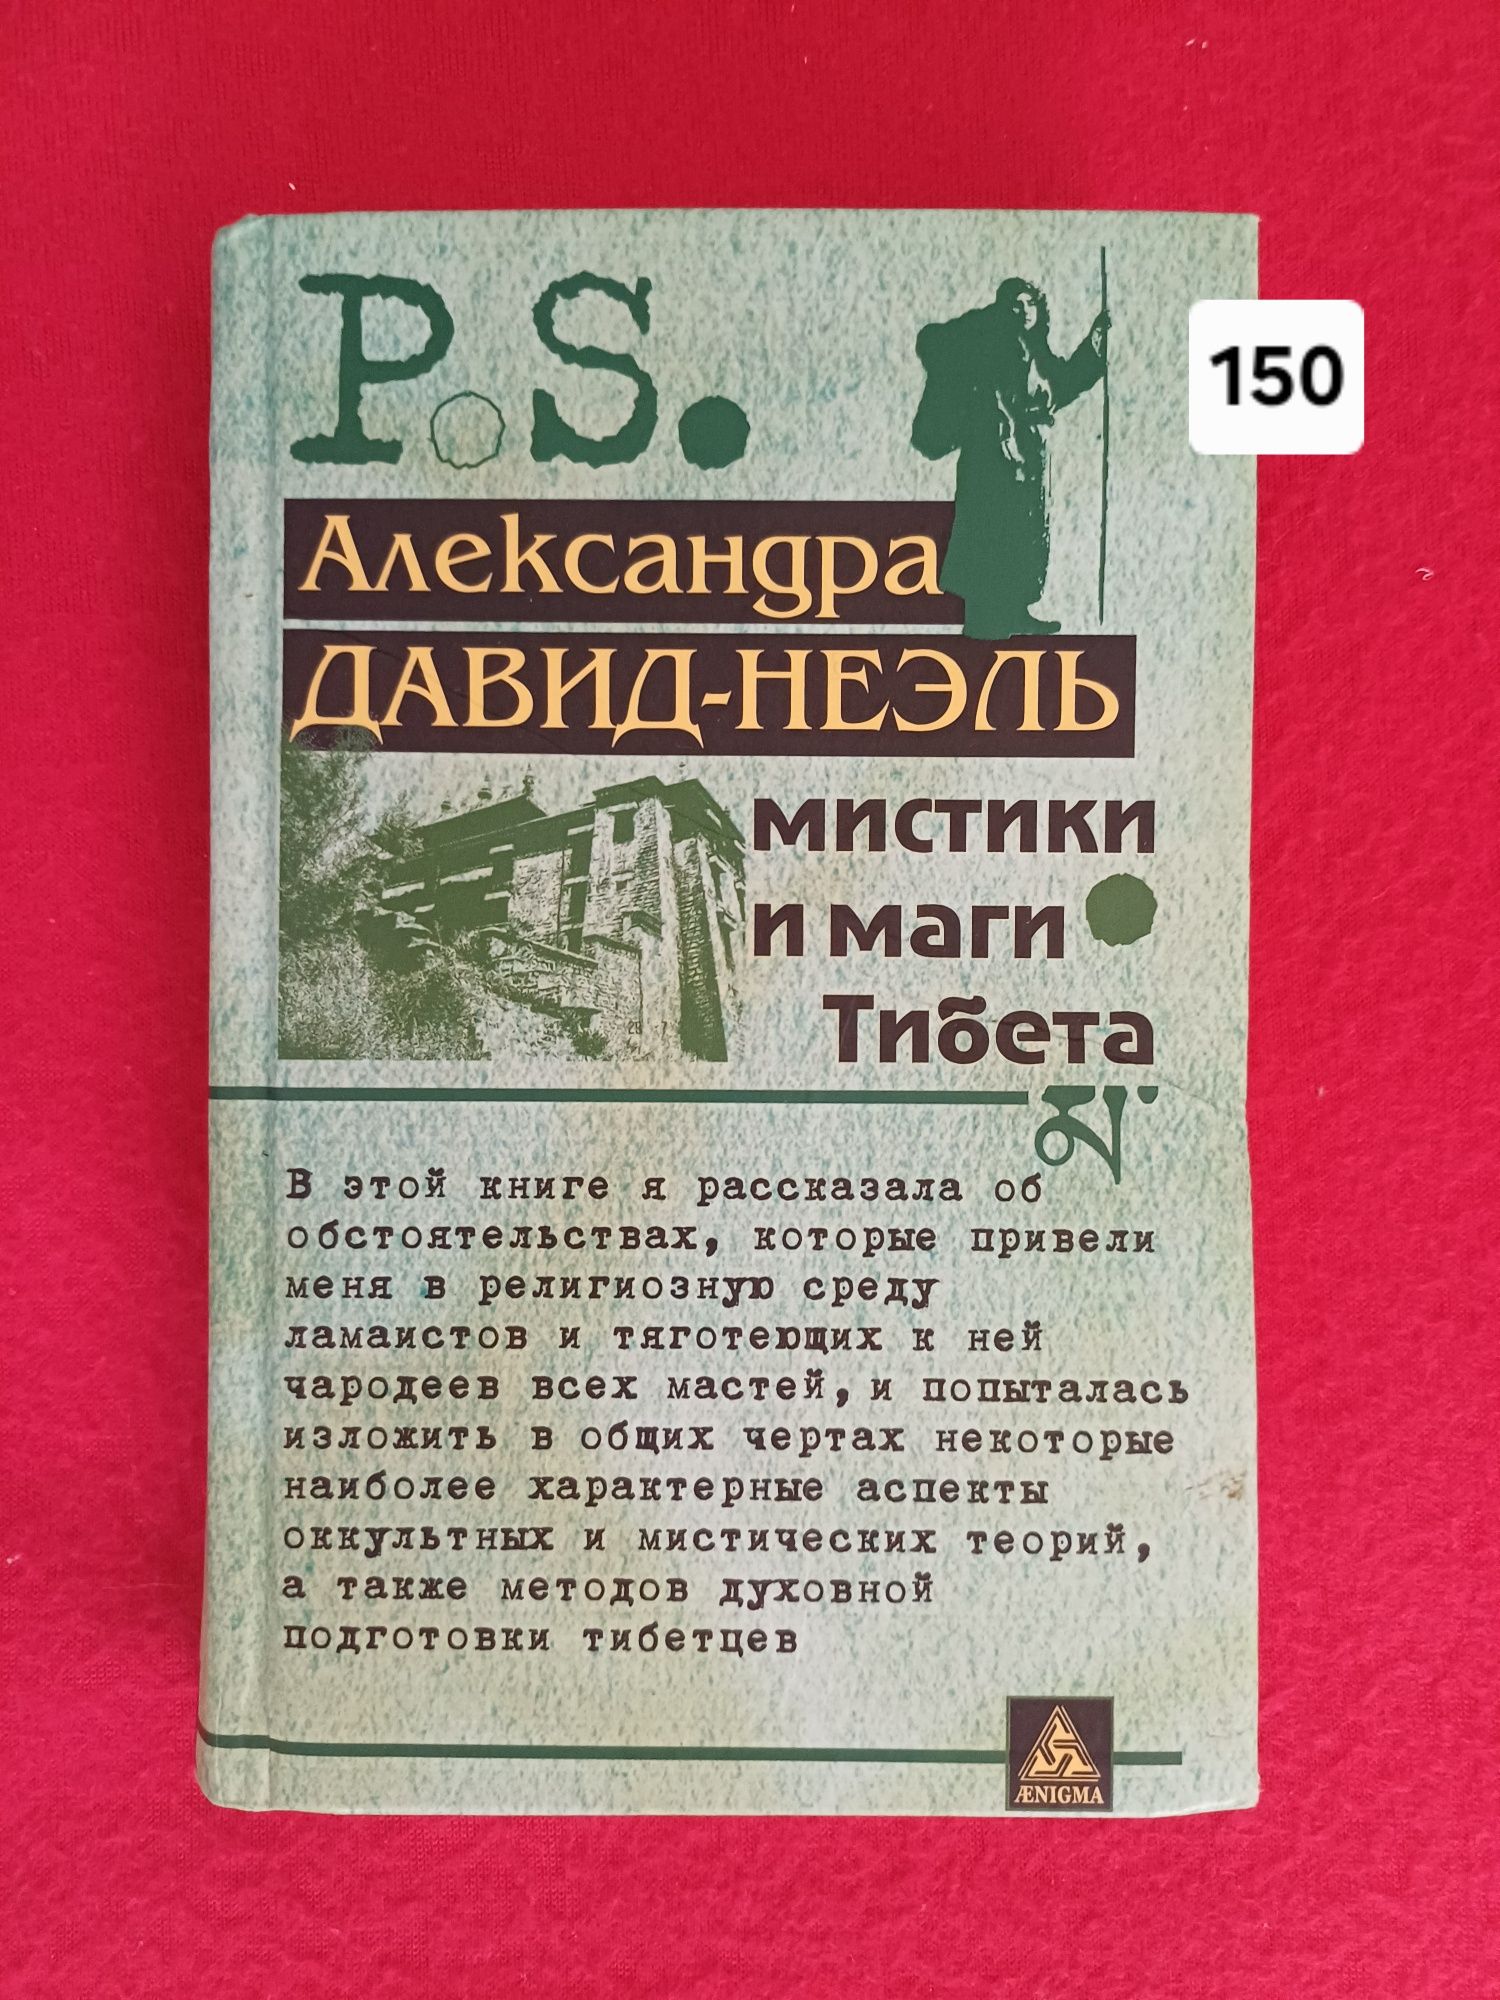 P.S.
150
Александра
ДАВИД-НЕЭЛЬ
мистики
и маги
Тибета
В этой книге я рассказала об
обстоятельствах, которые привели
меня в религиозную среду
ламаистов и тяготеющих к ней
чародеев всех мастей, и попыталась
изложить в общих чертах некоторые
наиболее характерные аспекты
оккультных и мистических теорий,
а также методов духовной
подготовки тибетцев
ÆNIGMA